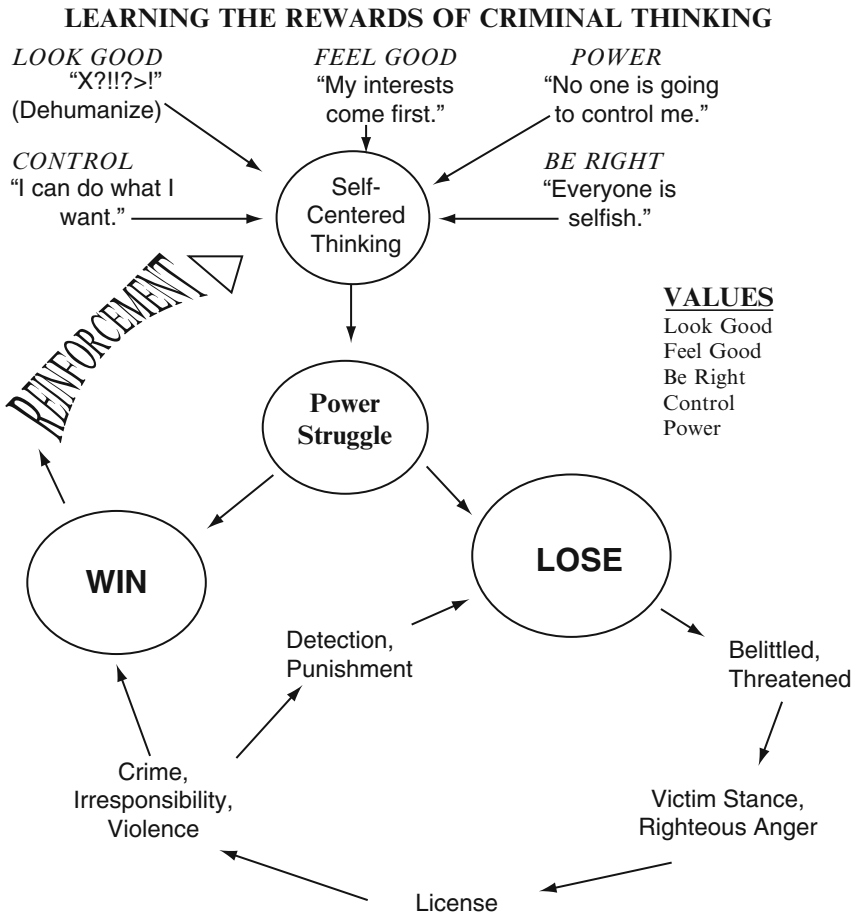 LEARNING THE REWARDS OF CRIMINAL THINKING
LOOK GOOD
“X?!!?>!”
(Dehumanize)
FEEL GOOD
“My interests
come first.”
POWER
“No one is going
to control me.”
CONTROL
“I can do what I
want.”
BE RIGHT
“Everyone is
selfish.”
Self-
Centered
Thinking
REINFORCEMENT
VALUES
Look Good
Feel Good
Be Right
Control
Power
Power
Struggle
WIN
LOSE
Detection,
Punishment
Belittled,
Threatened
Crime,
Irresponsibility,
Violence
Victim Stance,
Righteous Anger
License